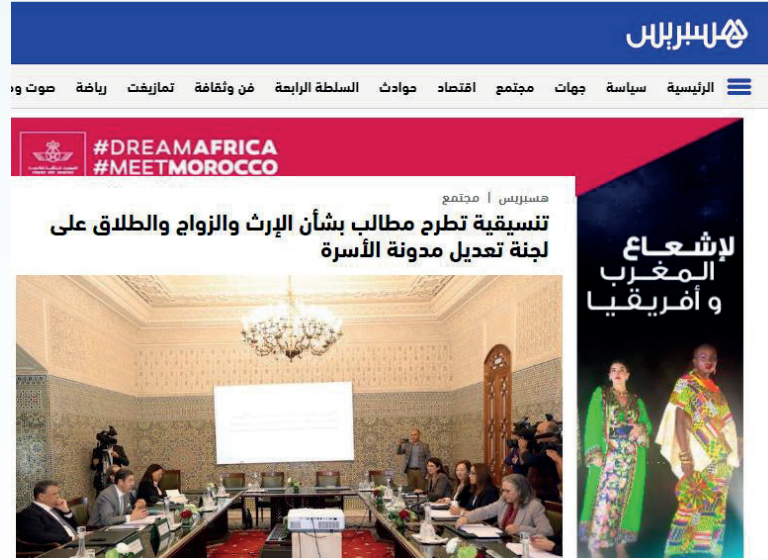 هسبريس
الرئيسية سياسة جهات مجتمع اقتصاد حوادث السلطة الرابعة فن وثقافة تمازيغت رياضة صوت
#DREAMAFRICA
#MEETMOROCCO
هسبريس | مجتمع
تنسيقية تطرح مطالب بشأن الإرث والزواج والطلاق على
لجنة تعديل مدونة الأسرة
لإشعاع
المغرب
و أفريقيا